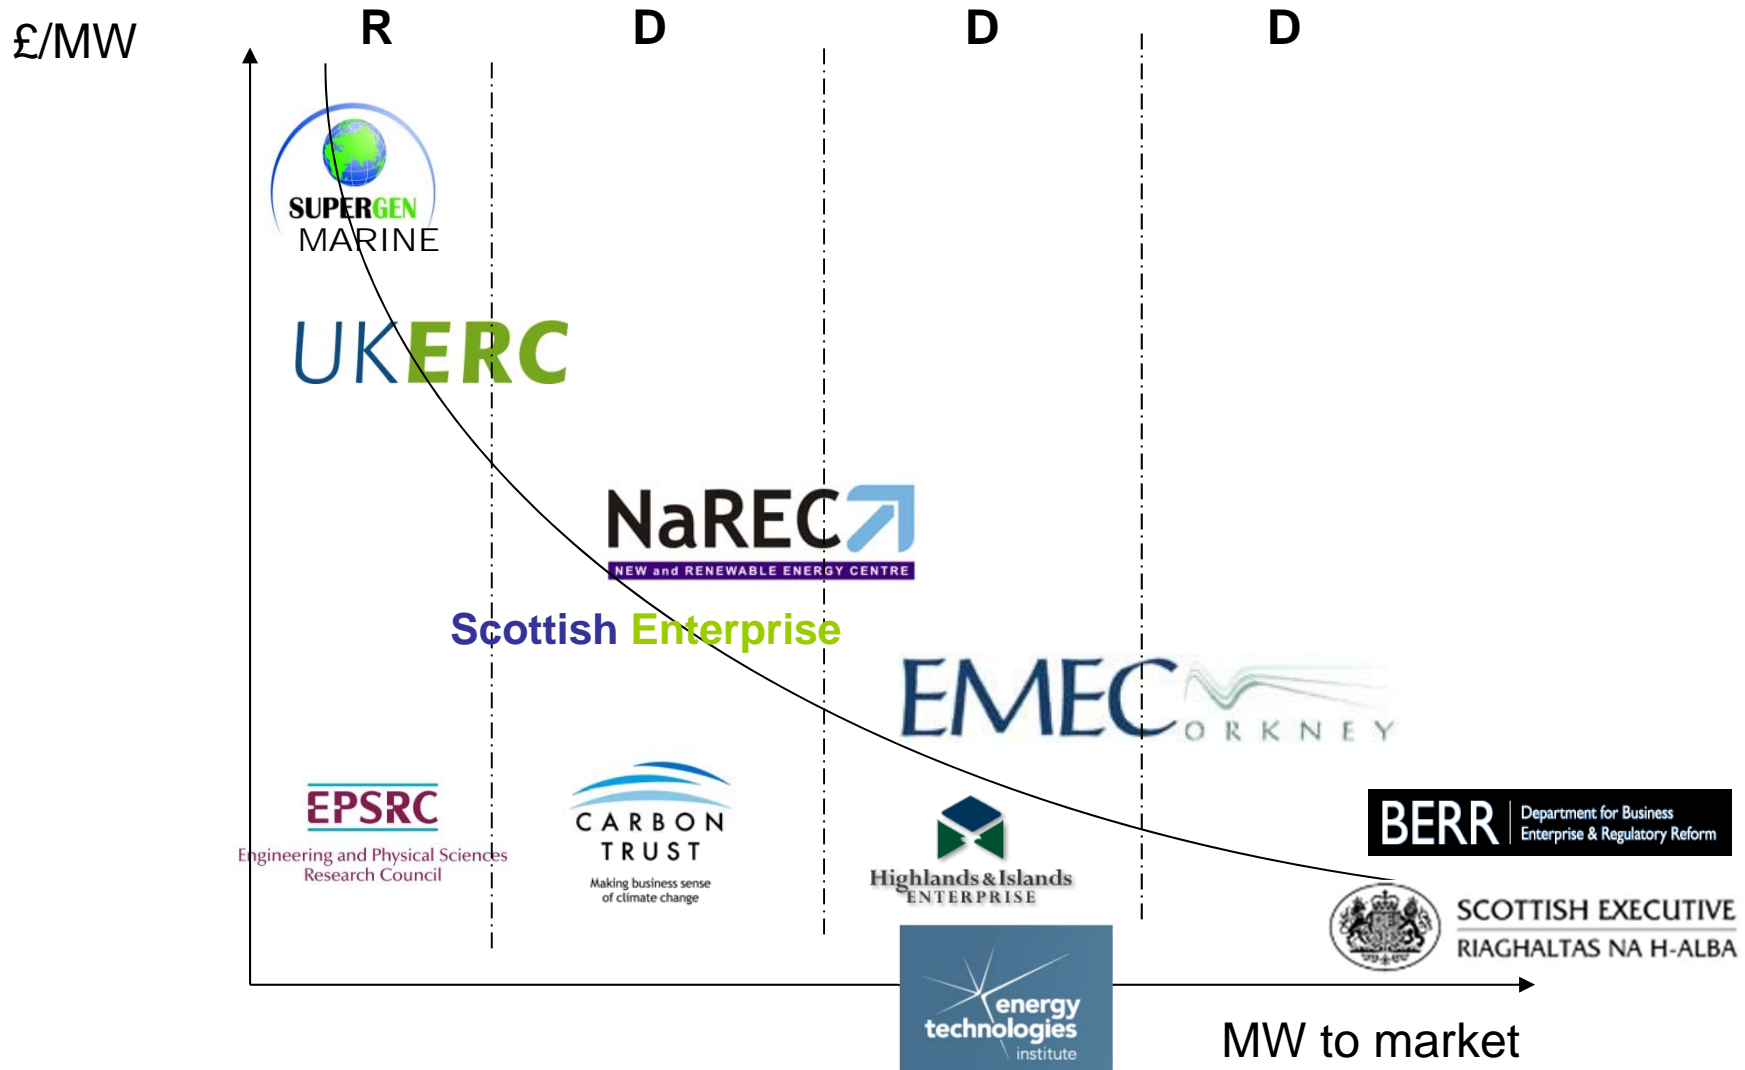 £/MW
R D D D
SUPERGEN
MARINE
UKERC
NaREC
NEW and RENEWABLE ENERGY CENTRE
Scottish Enterprise
EMEC
ORKNEY
EPSRC
Engineering and Physical Sciences
Research Council
CARBON
TRUST
Making business sense
of climate change
Highlands & Islands
ENTERPRISE
BERR
Department for Business
Enterprise & Regulatory Reform
SCOTTISH EXECUTIVE
RIAGHALTAS NA H-ALBA
energy
technologies
institute
MW to market